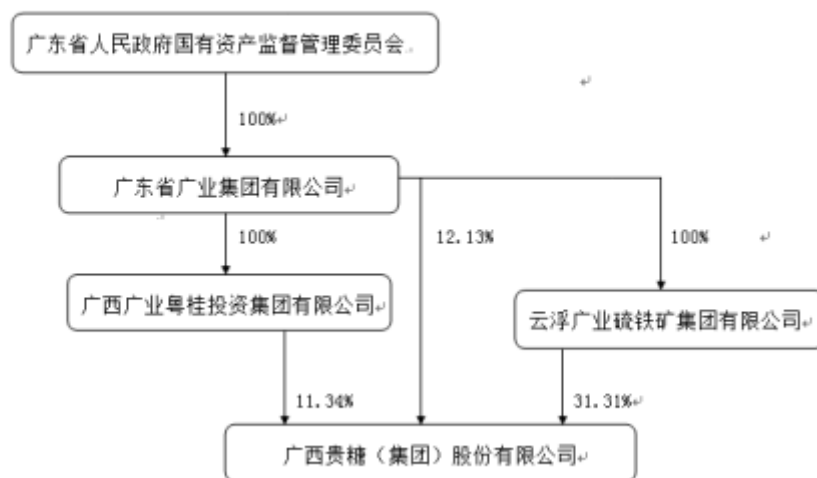 广东省人民政府国有资产监督管理委员会
100%
广东省广业集团有限公司
100%
12.13%
100%
广西广业粤桂投资集团有限公司
云浮广业硫铁矿集团有限公司
11.34%
31.31%
广西贵糖（集团）股份有限公司